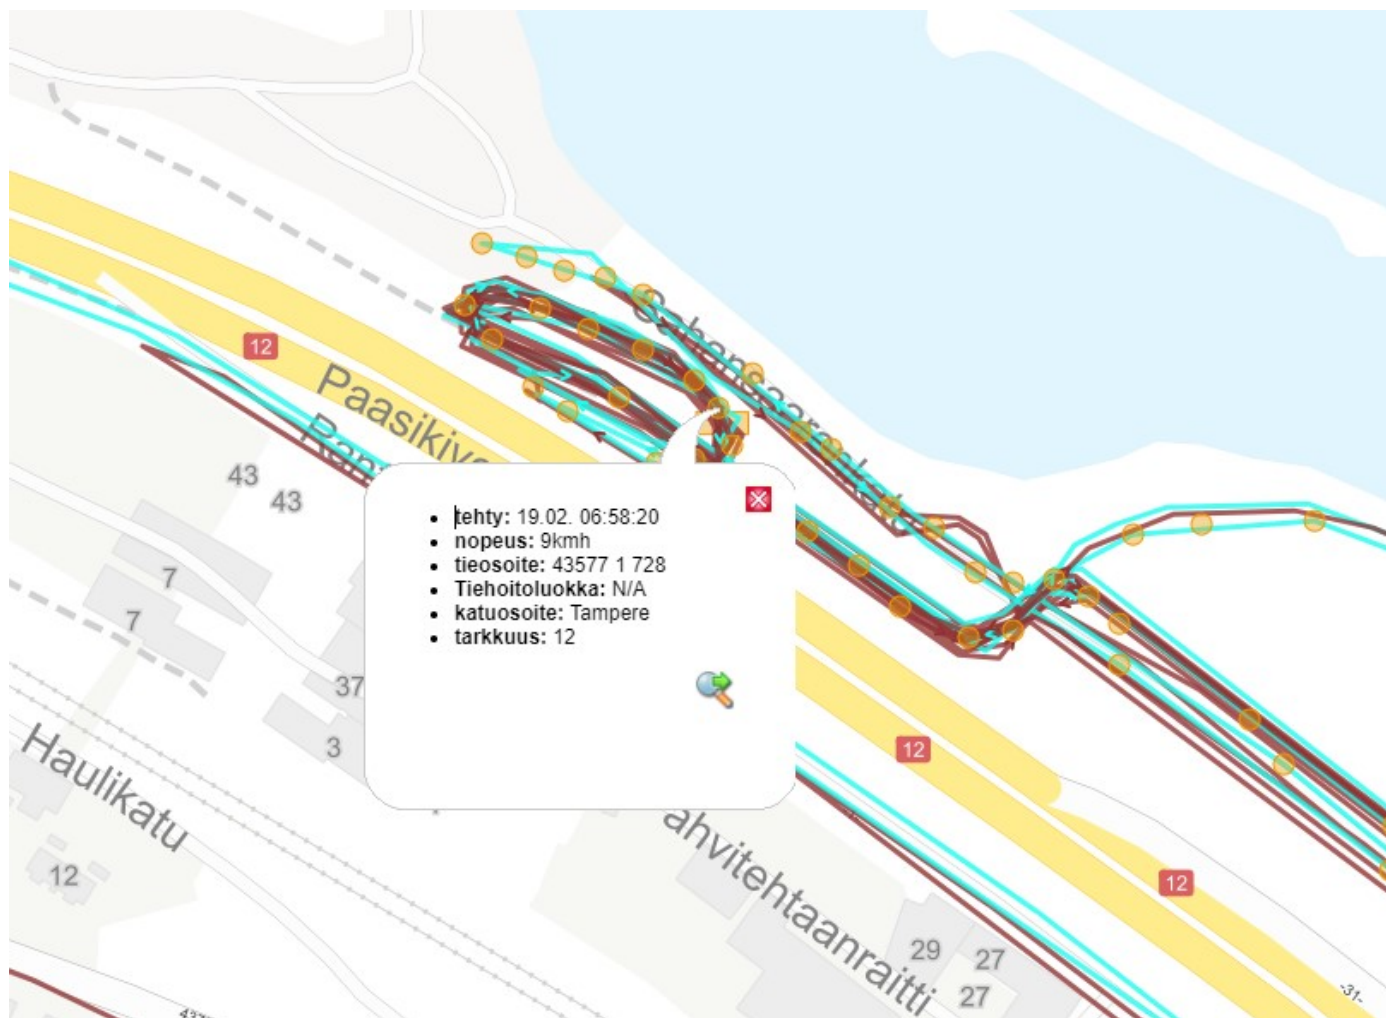 12
Paasikiv
43
43
tehty: 19.02. 06:58:20
nopeus: 9kmh
tieosoite: 43577 1 728
Tiehoitoluokka: N/A
katuosoite: Tampere
tarkkuus: 12
7
7
37
3
12
Haulikatu
12
ahvitehtaanraitti
12
29
27
27
-31-